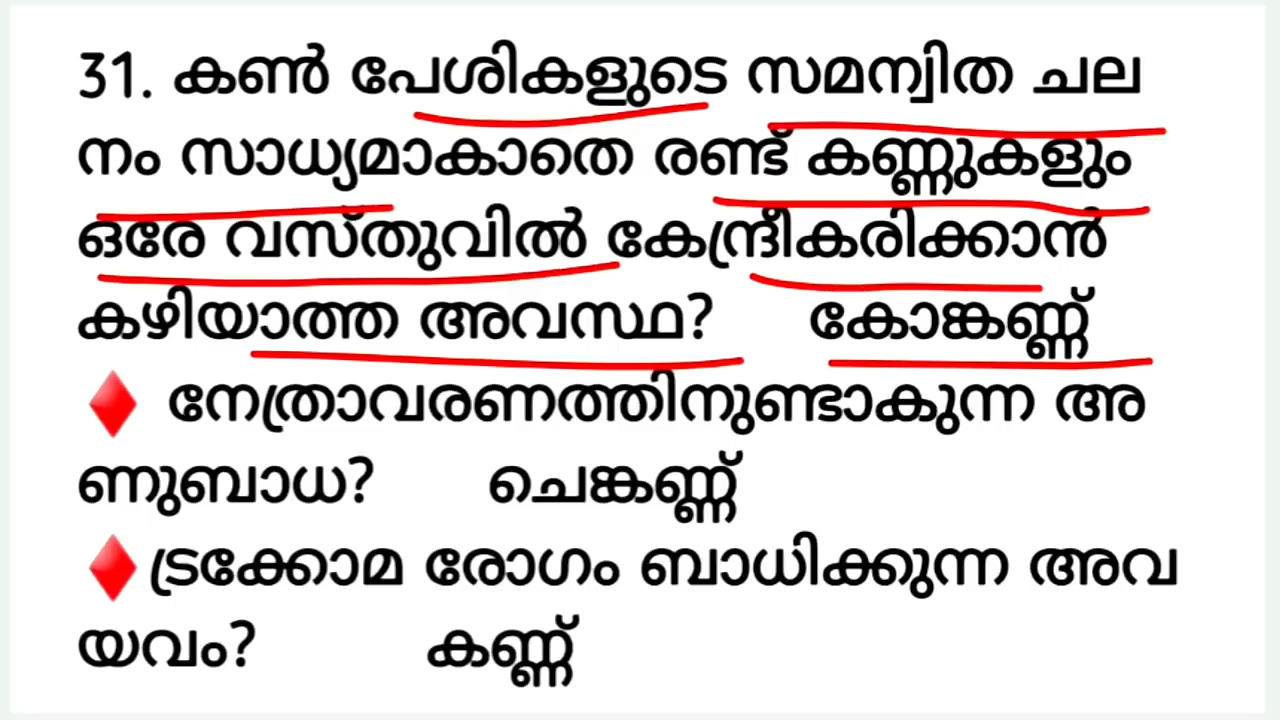 31. കൺ പേശികളുടെ സമന്വിത ചല
നം സാധ്യമാകാതെ രണ്ട് കണ്ണുകളും
ഒരേ വസ്തുവിൽ കേന്ദ്രീകരിക്കാൻ
കഴിയാത്ത അവസ്ഥ? കോങ്കണ്ണ്
♦ നേത്രാവരണത്തിനുണ്ടാകുന്ന അ
ണുബാധ? ചെങ്കണ്ണ്
♦ ട്രക്കോമ രോഗം ബാധിക്കുന്ന അവ
യവം? കണ്ണ്